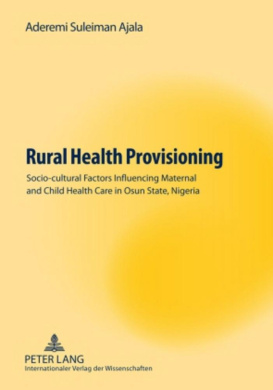 Aderemi Suleiman Ajala
Rural Health Provisioning
Socio-cultural Factors Influencing Maternal
and Child Health Care in Osun State, Nigeria
PETER LANG
Internationaler Verlag der Wissenschaften